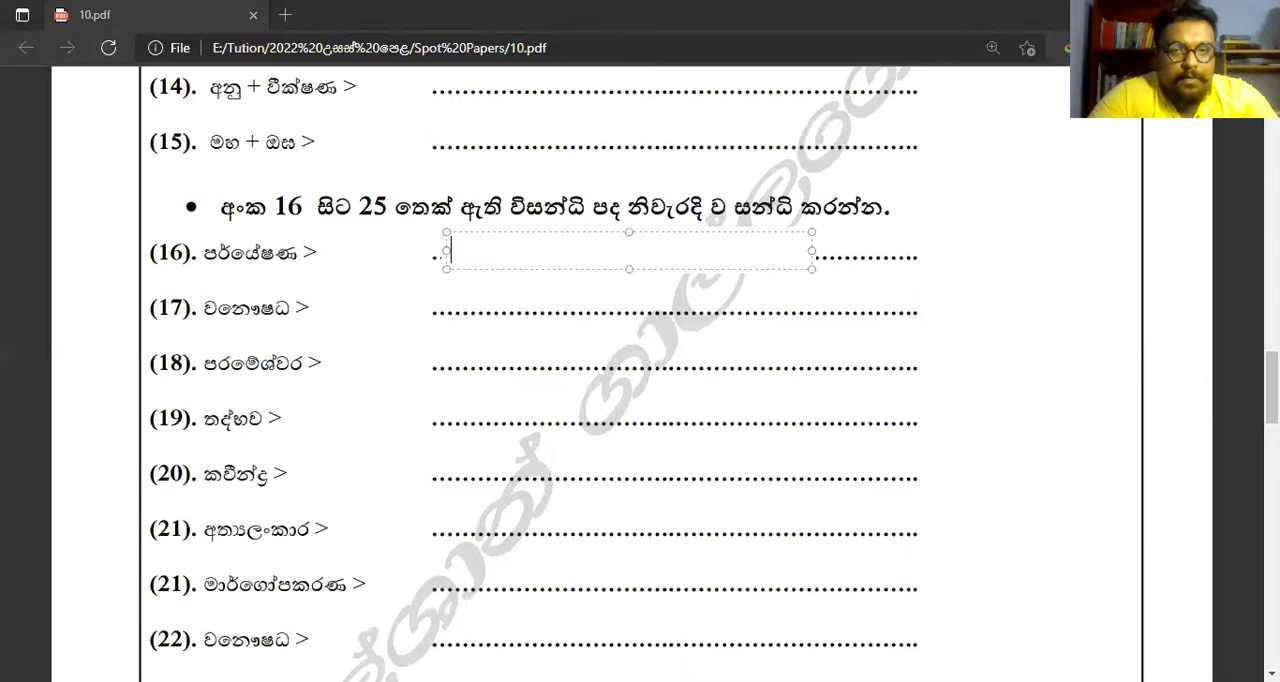 10.pdf
File E:/Tution/2022%20උසස්%20පෙළ/Spot%20Papers/10.pdf
(14). අනු + වීක්ෂණ > ..........
(15). මහ + ඔඝ > ..........
• අංක 16 සිට 25 තෙක් ඇති විසන්ධි පද නිවැරදි ව සන්ධි කරන්න.
(16). පර්යේෂණ > ..........
(17). වනෞෂධ > ..........
(18). පරමේශ්වර > ..........
(19). තද්භව > ..........
(20). කවීන්ද්‍ර > ..........
(21). අත්‍යලංකාර > ..........
(21). මාර්ගෝපකරණ > ..........
(22). වනෞෂධ > ..........